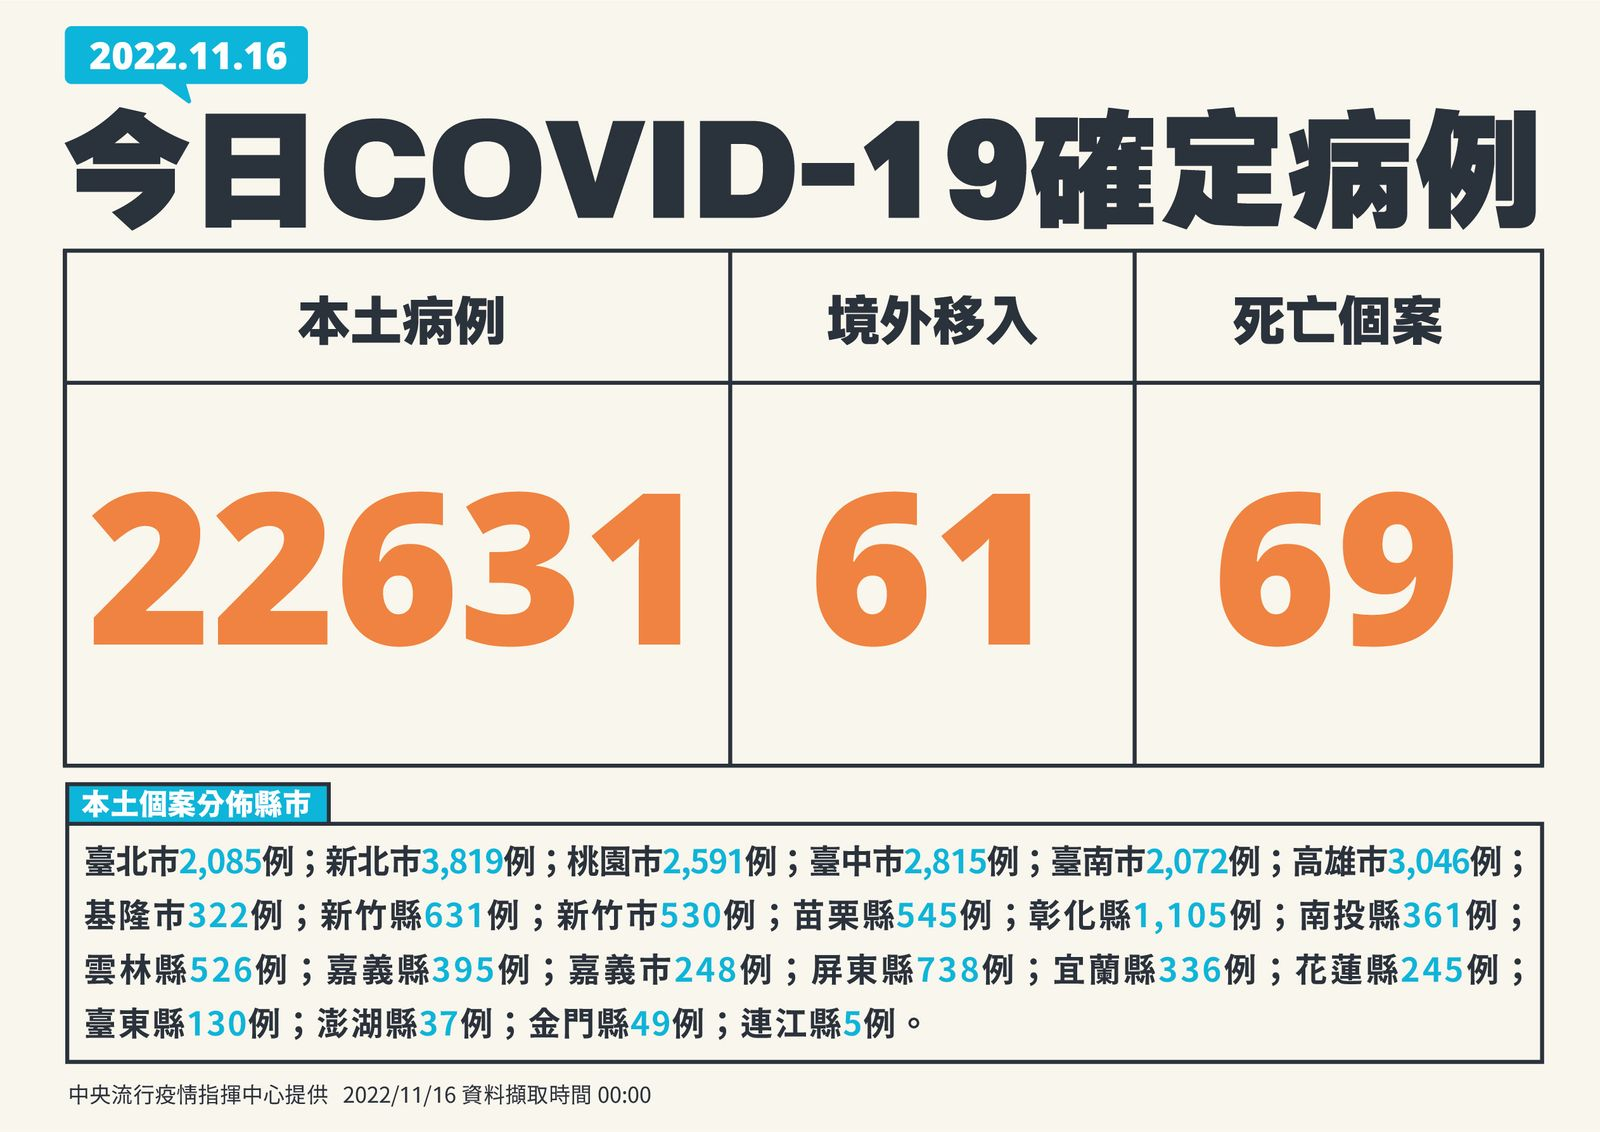 2022.11.16
今日COVID-19確定病例
本土病例 境外移入 死亡個案
22631 61 69
本土個案分佈縣市
臺北市2,085例；新北市3,819例；桃園市2,591例；臺中市2,815例；臺南市2,072例；高雄市3,046例；
基隆市322例；新竹縣631例；新竹市530例；苗栗縣545例；彰化縣1,105例；南投縣361例；
雲林縣526例；嘉義縣395例；嘉義市248例；屏東縣738例；宜蘭縣336例；花蓮縣245例；
臺東縣130例；澎湖縣37例；金門縣49例；連江縣5例。
中央流行疫情指揮中心提供 2022/11/16 資料擷取時間 00:00